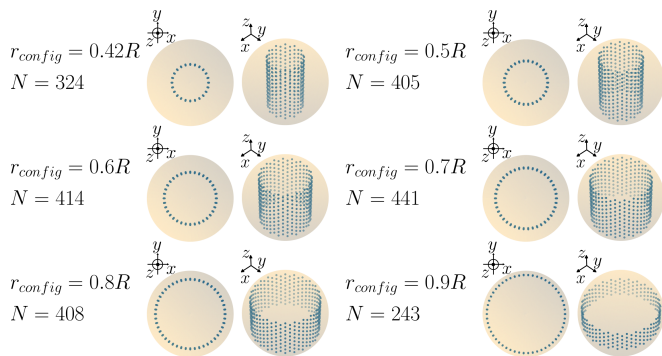 y
z x
z
x y
r_config = 0.42R
N = 324
y
z x
z
x y
r_config = 0.5R
N = 405
y
z x
z
x y
r_config = 0.6R
N = 414
y
z x
z
x y
r_config = 0.7R
N = 441
y
z x
z
x y
r_config = 0.8R
N = 408
y
z x
z
x y
r_config = 0.9R
N = 243